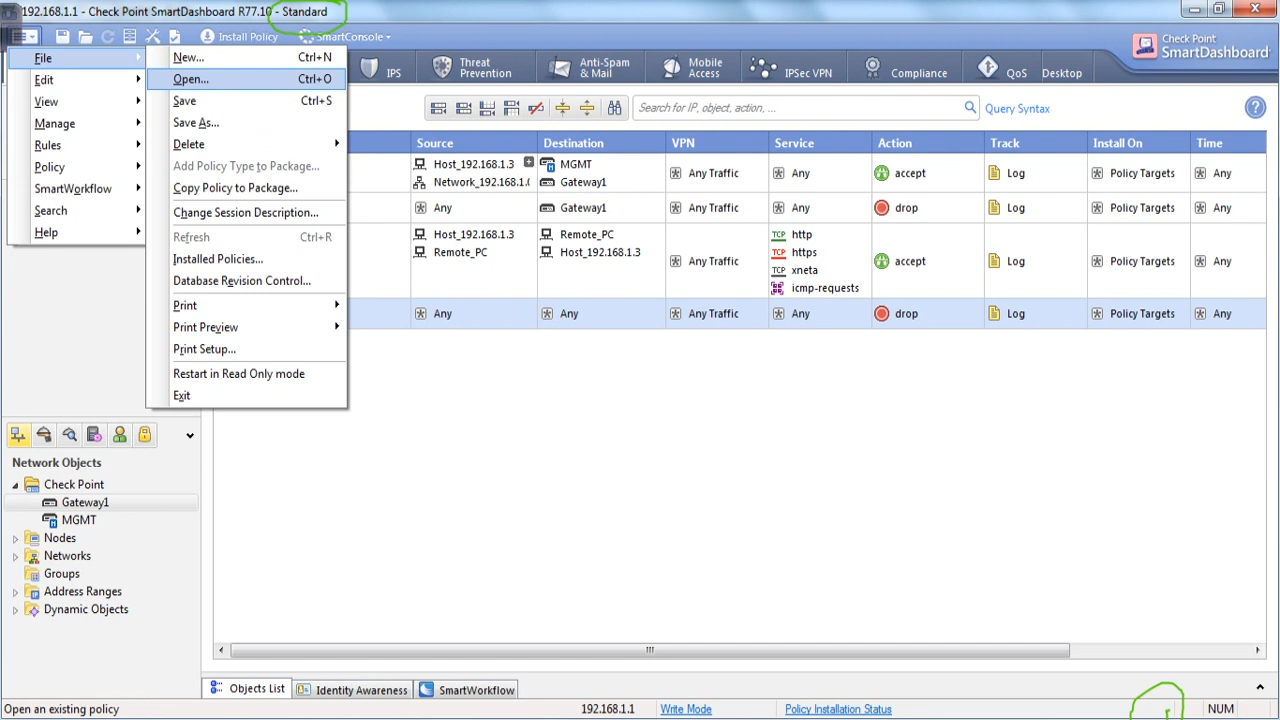 192.168.1.1 - Check Point SmartDashboard R77.10 - Standard
Install Policy SmartConsole
Check Point
SmartDashboard
IPS Threat Prevention Anti-Spam & Mail Mobile Access IPSec VPN Compliance QoS Desktop
File
Edit
View
Manage
Rules
Policy
SmartWorkflow
Search
Help
New... Ctrl+N
Open... Ctrl+O
Save Ctrl+S
Save As...
Delete
Add Policy Type to Package...
Copy Policy to Package...
Change Session Description...
Refresh Ctrl+R
Installed Policies...
Database Revision Control...
Print
Print Preview
Print Setup...
Restart in Read Only mode
Exit
Search for IP, object, action, ... Query Syntax
Source Destination VPN Service Action Track Install On Time
Host_192.168.1.3 MGMT
Network_192.168.1.0 Gateway1 Any Traffic Any accept Log Policy Targets Any
Any Gateway1 Any Traffic Any drop Log Policy Targets Any
Host_192.168.1.3 Remote_PC http
Remote_PC Host_192.168.1.3 Any Traffic https accept Log Policy Targets Any
xneta
icmp-requests
Any Any Any Traffic Any drop Log Policy Targets Any
Network Objects
Check Point
Gateway1
MGMT
Nodes
Networks
Groups
Address Ranges
Dynamic Objects
Objects List Identity Awareness SmartWorkflow
Open an existing policy 192.168.1.1 Write Mode Policy Installation Status NUM